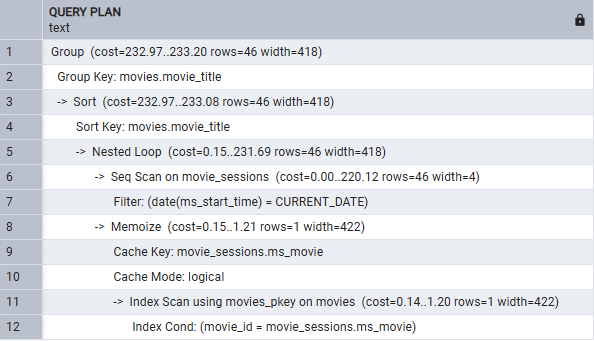 QUERY PLAN
text
1 Group (cost=232.97..233.20 rows=46 width=418)
2 Group Key: movies.movie_title
3 -> Sort (cost=232.97..233.08 rows=46 width=418)
4 Sort Key: movies.movie_title
5 -> Nested Loop (cost=0.15..231.69 rows=46 width=418)
6 -> Seq Scan on movie_sessions (cost=0.00..220.12 rows=46 width=4)
7 Filter: (date(ms_start_time) = CURRENT_DATE)
8 -> Memoize (cost=0.15..1.21 rows=1 width=422)
9 Cache Key: movie_sessions.ms_movie
10 Cache Mode: logical
11 -> Index Scan using movies_pkey on movies (cost=0.14..1.20 rows=1 width=422)
12 Index Cond: (movie_id = movie_sessions.ms_movie)